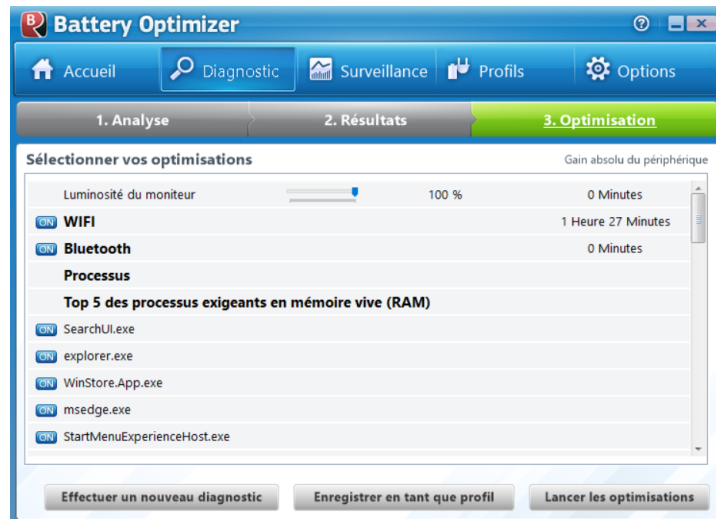 Battery Optimizer
Accueil Diagnostic Surveillance Profils Options
1. Analyse 2. Résultats 3. Optimisation
Sélectionner vos optimisations Gain absolu du périphérique
Luminosité du moniteur 100 % 0 Minutes
ON WIFI 1 Heure 27 Minutes
ON Bluetooth 0 Minutes
Processus
Top 5 des processus exigeants en mémoire vive (RAM)
ON SearchUI.exe
ON explorer.exe
ON WinStore.App.exe
ON msedge.exe
ON StartMenuExperienceHost.exe
Effectuer un nouveau diagnostic Enregistrer en tant que profil Lancer les optimisations